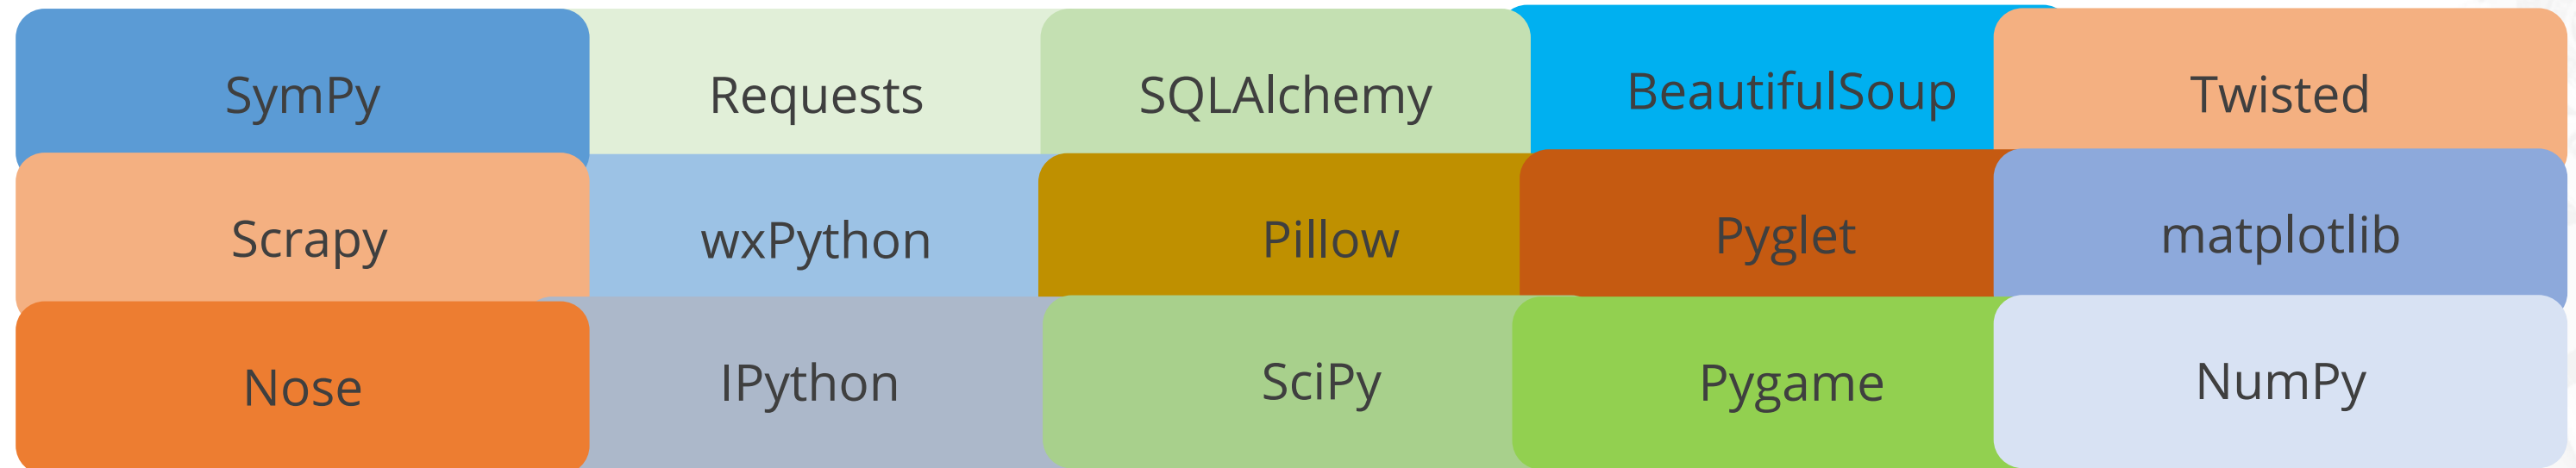 SymPy Requests SQLAlchemy BeautifulSoup Twisted
Scrapy wxPython Pillow Pyglet matplotlib
Nose IPython SciPy Pygame NumPy